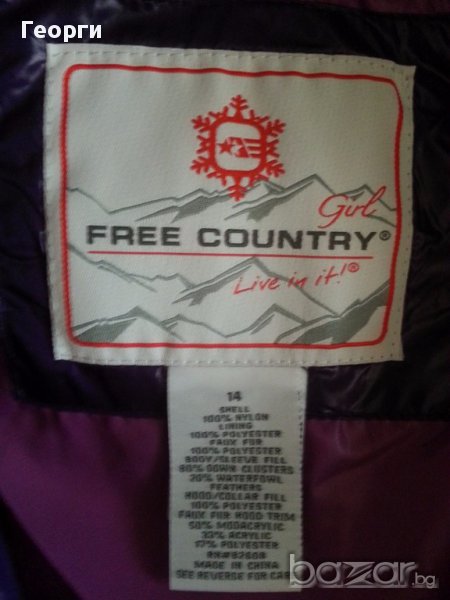 Георги
Girl
FREE COUNTRY®
Live in it!®
14
SHELL
100% NYLON
LINING
100% POLYESTER
FAUX FUR
100% POLYESTER
BODY/SLEEVE FILL
80% DOWN CLUSTERS
20% WATERFOWL
FEATHERS
HOOD/COLLAR FILL
100% POLYESTER
FAUX FUR HOOD TRIM
50% MODACRYLIC
33% ACRYLIC
17% POLYESTER
RN#82608
MADE IN CHINA
SEE REVERSE FOR CARE
bazar.bg